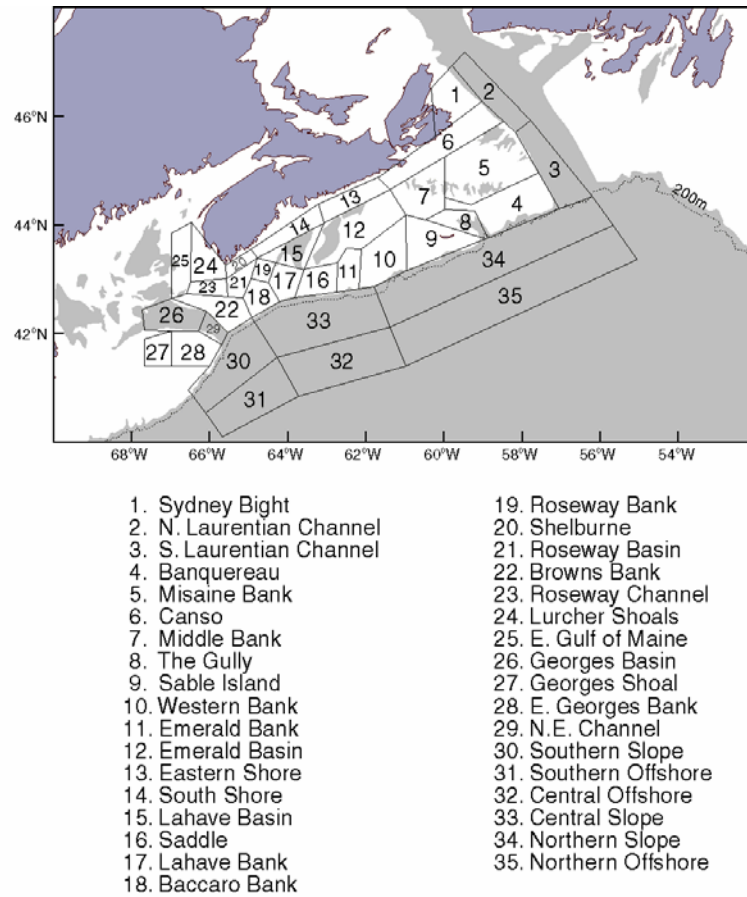 46°N
44°N
42°N
68°W 66°W 64°W 62°W 60°W 58°W 56°W 54°W
200m
1
2
6
5
3
7
13
4
8
14
12
9
15
25
24
20
19
10
34
23
21
17
16
11
35
18
26
22
33
29
27
28
30
32
31
1. Sydney Bight
2. N. Laurentian Channel
3. S. Laurentian Channel
4. Banquereau
5. Misaine Bank
6. Canso
7. Middle Bank
8. The Gully
9. Sable Island
10. Western Bank
11. Emerald Bank
12. Emerald Basin
13. Eastern Shore
14. South Shore
15. Lahave Basin
16. Saddle
17. Lahave Bank
18. Baccaro Bank
19. Roseway Bank
20. Shelburne
21. Roseway Basin
22. Browns Bank
23. Roseway Channel
24. Lurcher Shoals
25. E. Gulf of Maine
26. Georges Basin
27. Georges Shoal
28. E. Georges Bank
29. N.E. Channel
30. Southern Slope
31. Southern Offshore
32. Central Offshore
33. Central Slope
34. Northern Slope
35. Northern Offshore